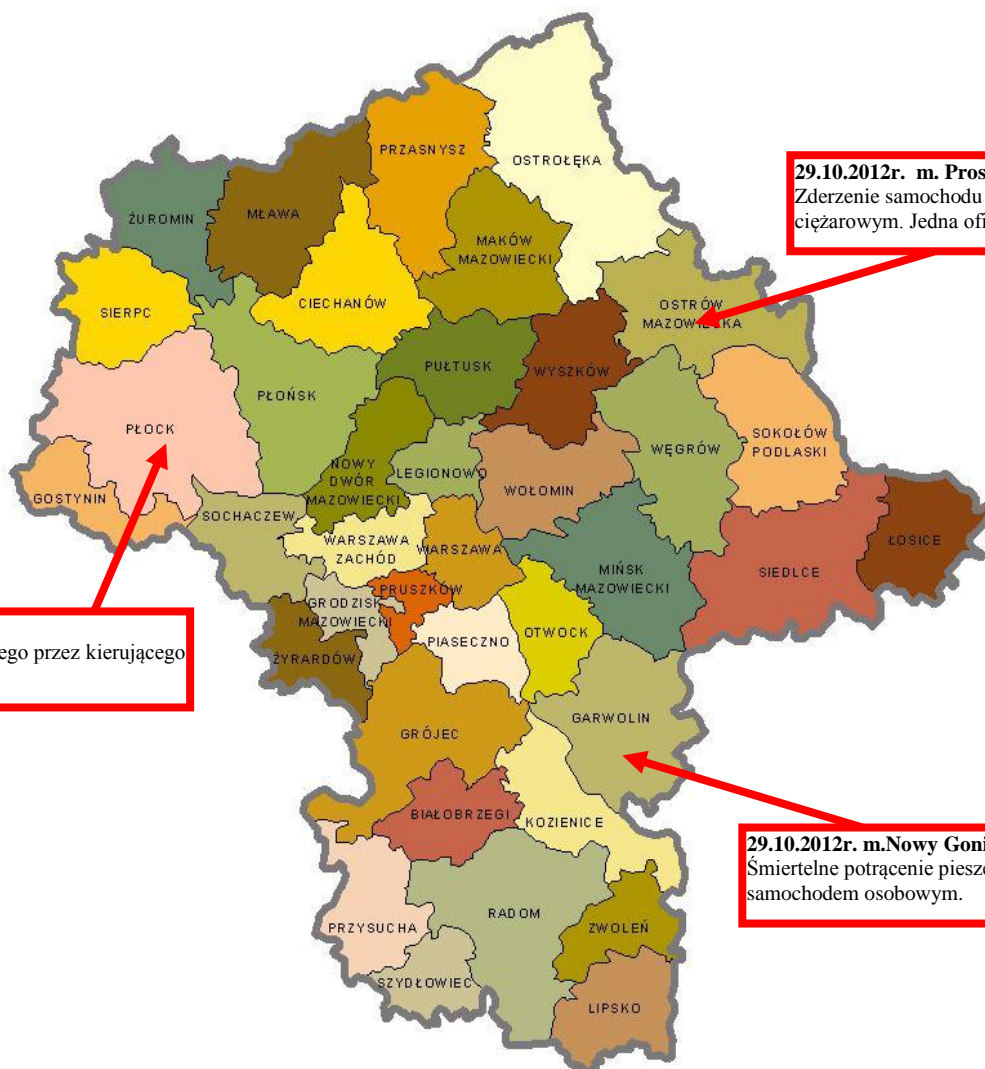 PRZASNYSZ
OSTROŁĘKA
29.10.2012r. m. Pros
Zderzenie samochodu
ciężarowym. Jedna ofi
ŻUROMIN
MŁAWA
MAKÓW
MAZOWIECKI
SIERPC
CIECHANÓW
OSTRÓW
MAZOWIECKA
PUŁTUSK
WYSZKÓW
PŁOŃSK
PŁOCK
SOKOŁÓW
PODLASKI
WĘGRÓW
NOWY
DWÓR
MAZOWIECKI
LEGIONOWO
WOŁOMIN
GOSTYNIN
SOCHACZEW
WARSZAWA
ZACHÓD
WARSZAWA
MIŃSK
MAZOWIECKI
SIEDLCE
ŁOSICE
PRUSZKÓW
GRODZISK
MAZOWIECKI
PIASECZNO
OTWOCK
ego przez kierującego
ŻYRARDÓW
GARWOLIN
GRÓJEC
BIAŁOBRZEGI
KOZIENICE
29.10.2012r. m.Nowy Goni
Śmiertelne potrącenie piesze
samochodem osobowym.
RADOM
PRZYSUCHA
ZWOLEŃ
SZYDŁOWIEC
LIPSKO